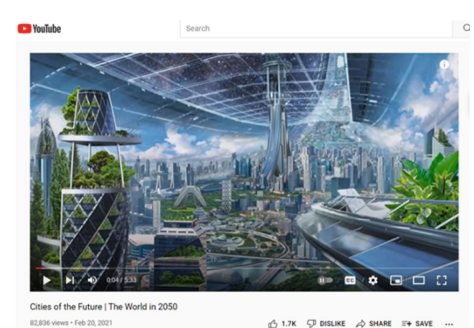 YouTube
Search
0:04 / 5:33
CC
Cities of the Future | The World in 2050
82,836 views • Feb 20, 2021
1.7K DISLIKE SHARE SAVE